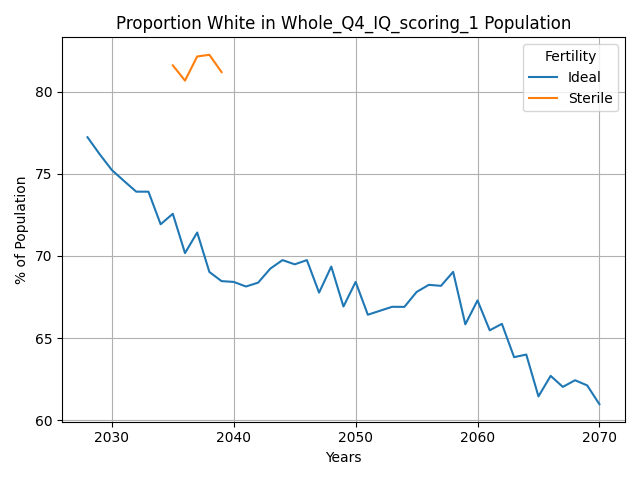 Proportion White in Whole_Q4_IQ_scoring_1 Population
Fertility
Ideal
Sterile
% of Population
80
75
70
65
60
2030 2040 2050 2060 2070
Years